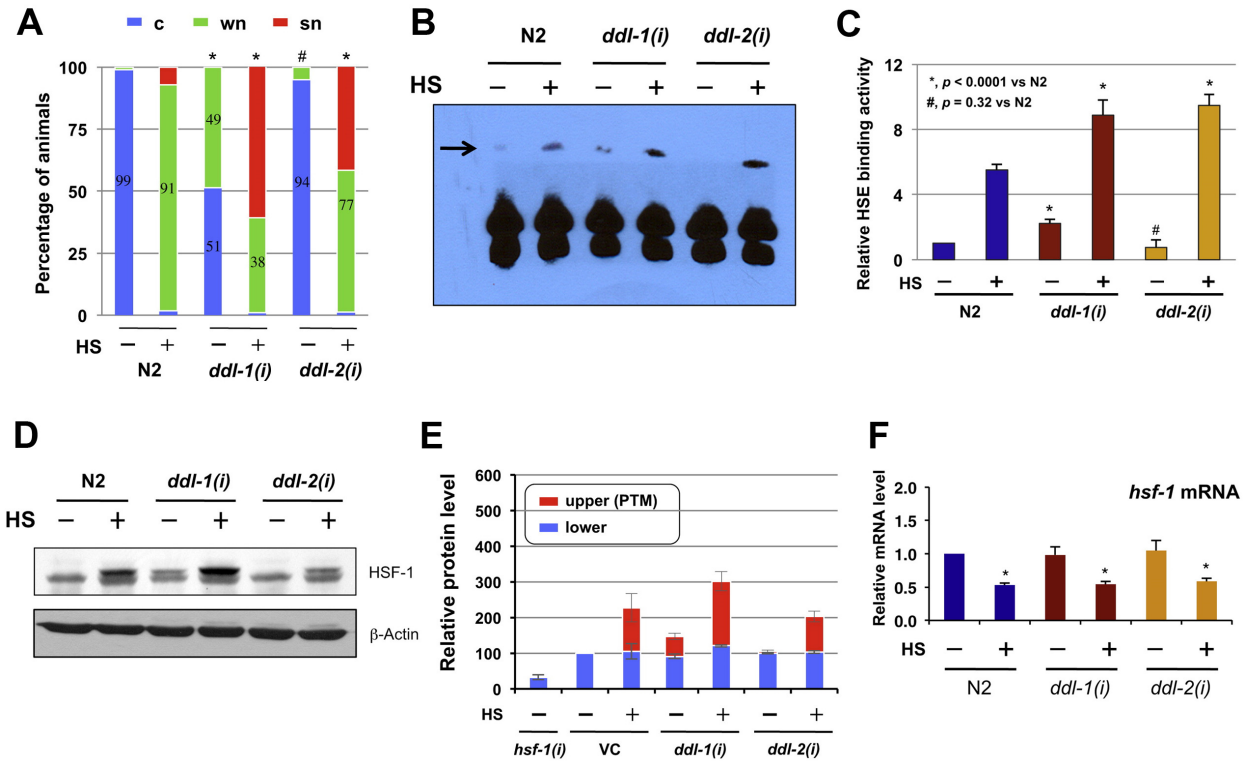 A
c wn sn
* * # *
Percentage of animals
100
75
50
25
0
99 91 49 51 38 94 77
HS − + − + − +
N2 ddl-1(i) ddl-2(i)
B
N2 ddl-1(i) ddl-2(i)
HS − + − + − +
C
Relative HSE binding activity
12
8
4
0
*, p < 0.0001 vs N2
#, p = 0.32 vs N2
* * # *
HS − + − + − +
N2 ddl-1(i) ddl-2(i)
D
N2 ddl-1(i) ddl-2(i)
HS − + − + − +
HSF-1
β-Actin
E
Relative protein level
600
500
400
300
200
100
0
upper (PTM)
lower
HS − − + − + − +
hsf-1(i) VC ddl-1(i) ddl-2(i)
F
hsf-1 mRNA
Relative mRNA level
2.0
1.5
1.0
0.5
0.0
* * *
HS − + − + − +
N2 ddl-1(i) ddl-2(i)